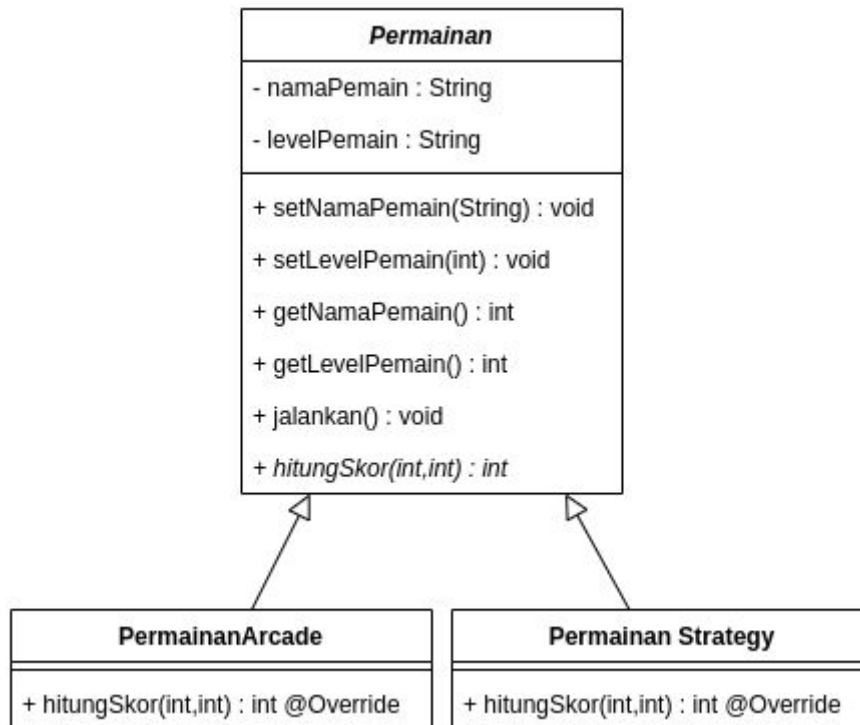 Permainan
- namaPemain : String
- levelPemain : String
+ setNamaPemain(String) : void
+ setLevelPemain(int) : void
+ getNamaPemain() : int
+ getLevelPemain() : int
+ jalankan() : void
+ hitungSkor(int,int) : int
PermainanArcade
+ hitungSkor(int,int) : int @Override
Permainan Strategy
+ hitungSkor(int,int) : int @Override